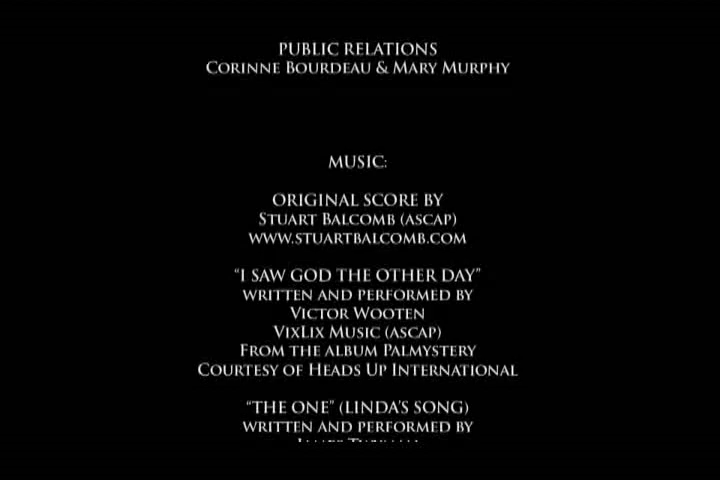 PUBLIC RELATIONS
CORINNE BOURDEAU & MARY MURPHY
MUSIC:
ORIGINAL SCORE BY
STUART BALCOMB (ASCAP)
WWW.STUARTBALCOMB.COM
“I SAW GOD THE OTHER DAY”
WRITTEN AND PERFORMED BY
VICTOR WOOTEN
VIXLIX MUSIC (ASCAP)
FROM THE ALBUM PALMYSTERY
COURTESY OF HEADS UP INTERNATIONAL
“THE ONE” (LINDA’S SONG)
WRITTEN AND PERFORMED BY